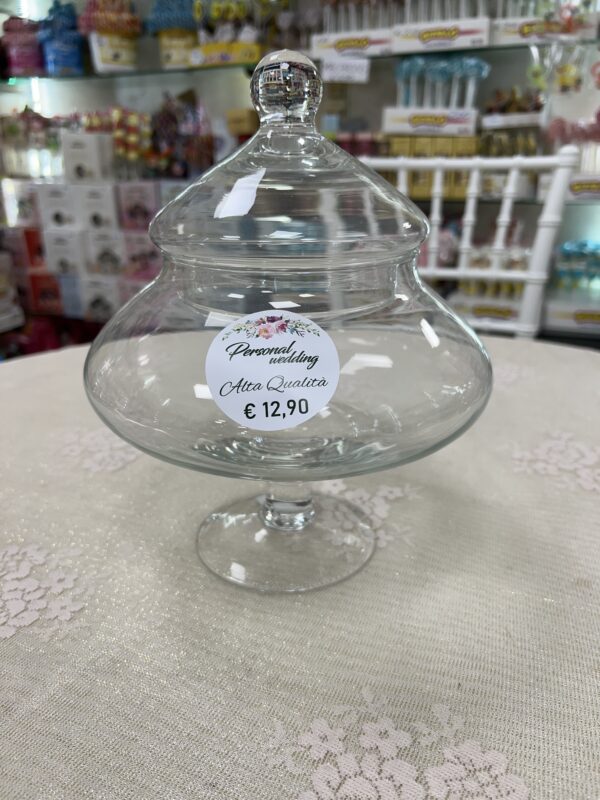 Personal
wedding
Alta Qualità
€ 12,90